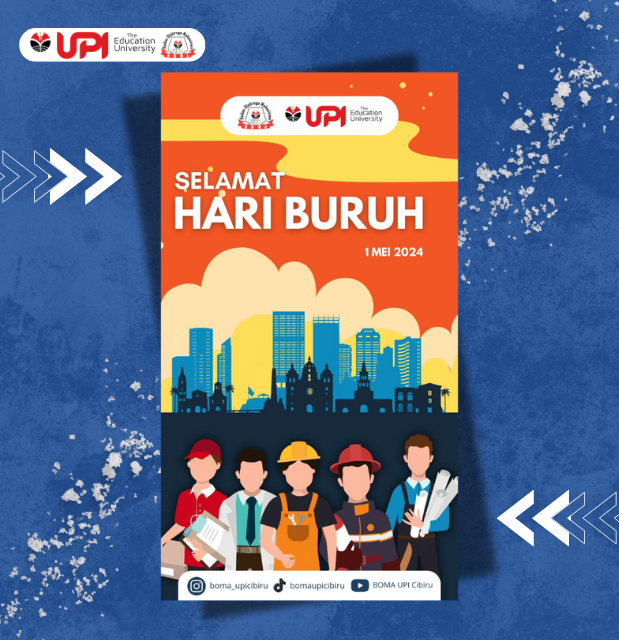 UPI
The
Education
University
UPI
The
Education
University
SELAMAT
HARI BURUH
1 MEI 2024
boma_upicibiru
bomaupicibiru
BOMA UPI Cibiru